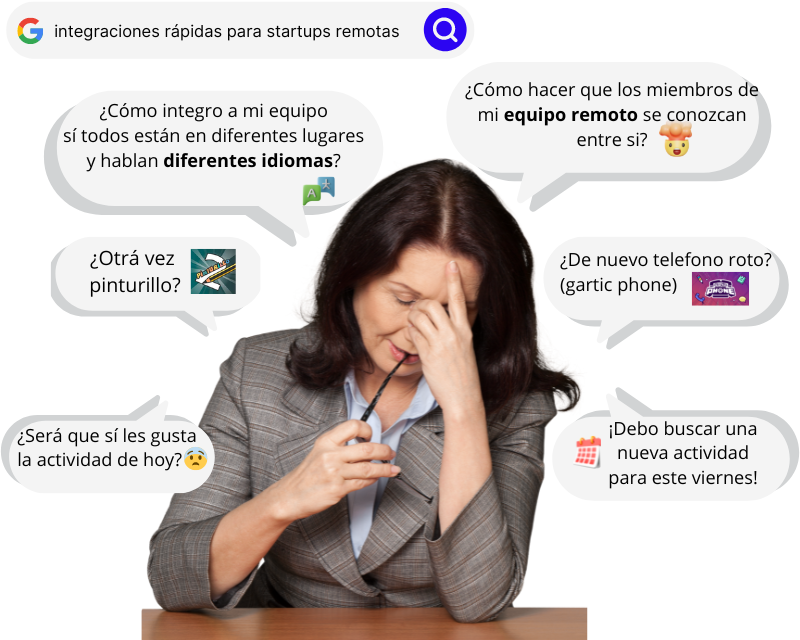 integraciones rápidas para startups remotas
¿Cómo integro a mi equipo
sí todos están en diferentes lugares
y hablan diferentes idiomas?
¿Cómo hacer que los miembros de
mi equipo remoto se conozcan
entre si?
¿Otrá vez
pinturillo?
¿De nuevo telefono roto?
(gartic phone)
PHONE
¿Será que sí les gusta
la actividad de hoy?
¡Debo buscar una
nueva actividad
para este viernes!